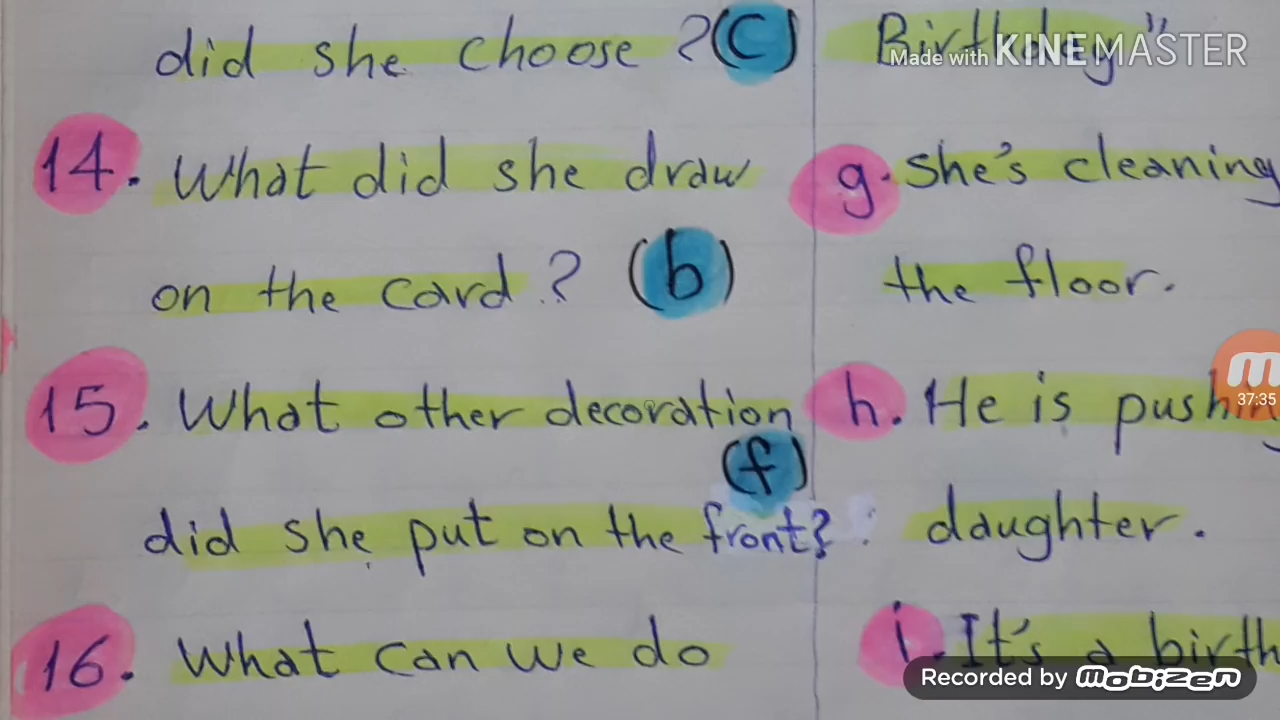 did she choose ? (c)
14. What did she draw
on the card ? (b)
15. What other decoration
(f)
did she put on the front?
16. What can we do
Birthday"
g. She's cleaning
the floor.
h. He is
daughter.
i. It's a
Made with KINEMASTER
37:35
Recorded by mobizen